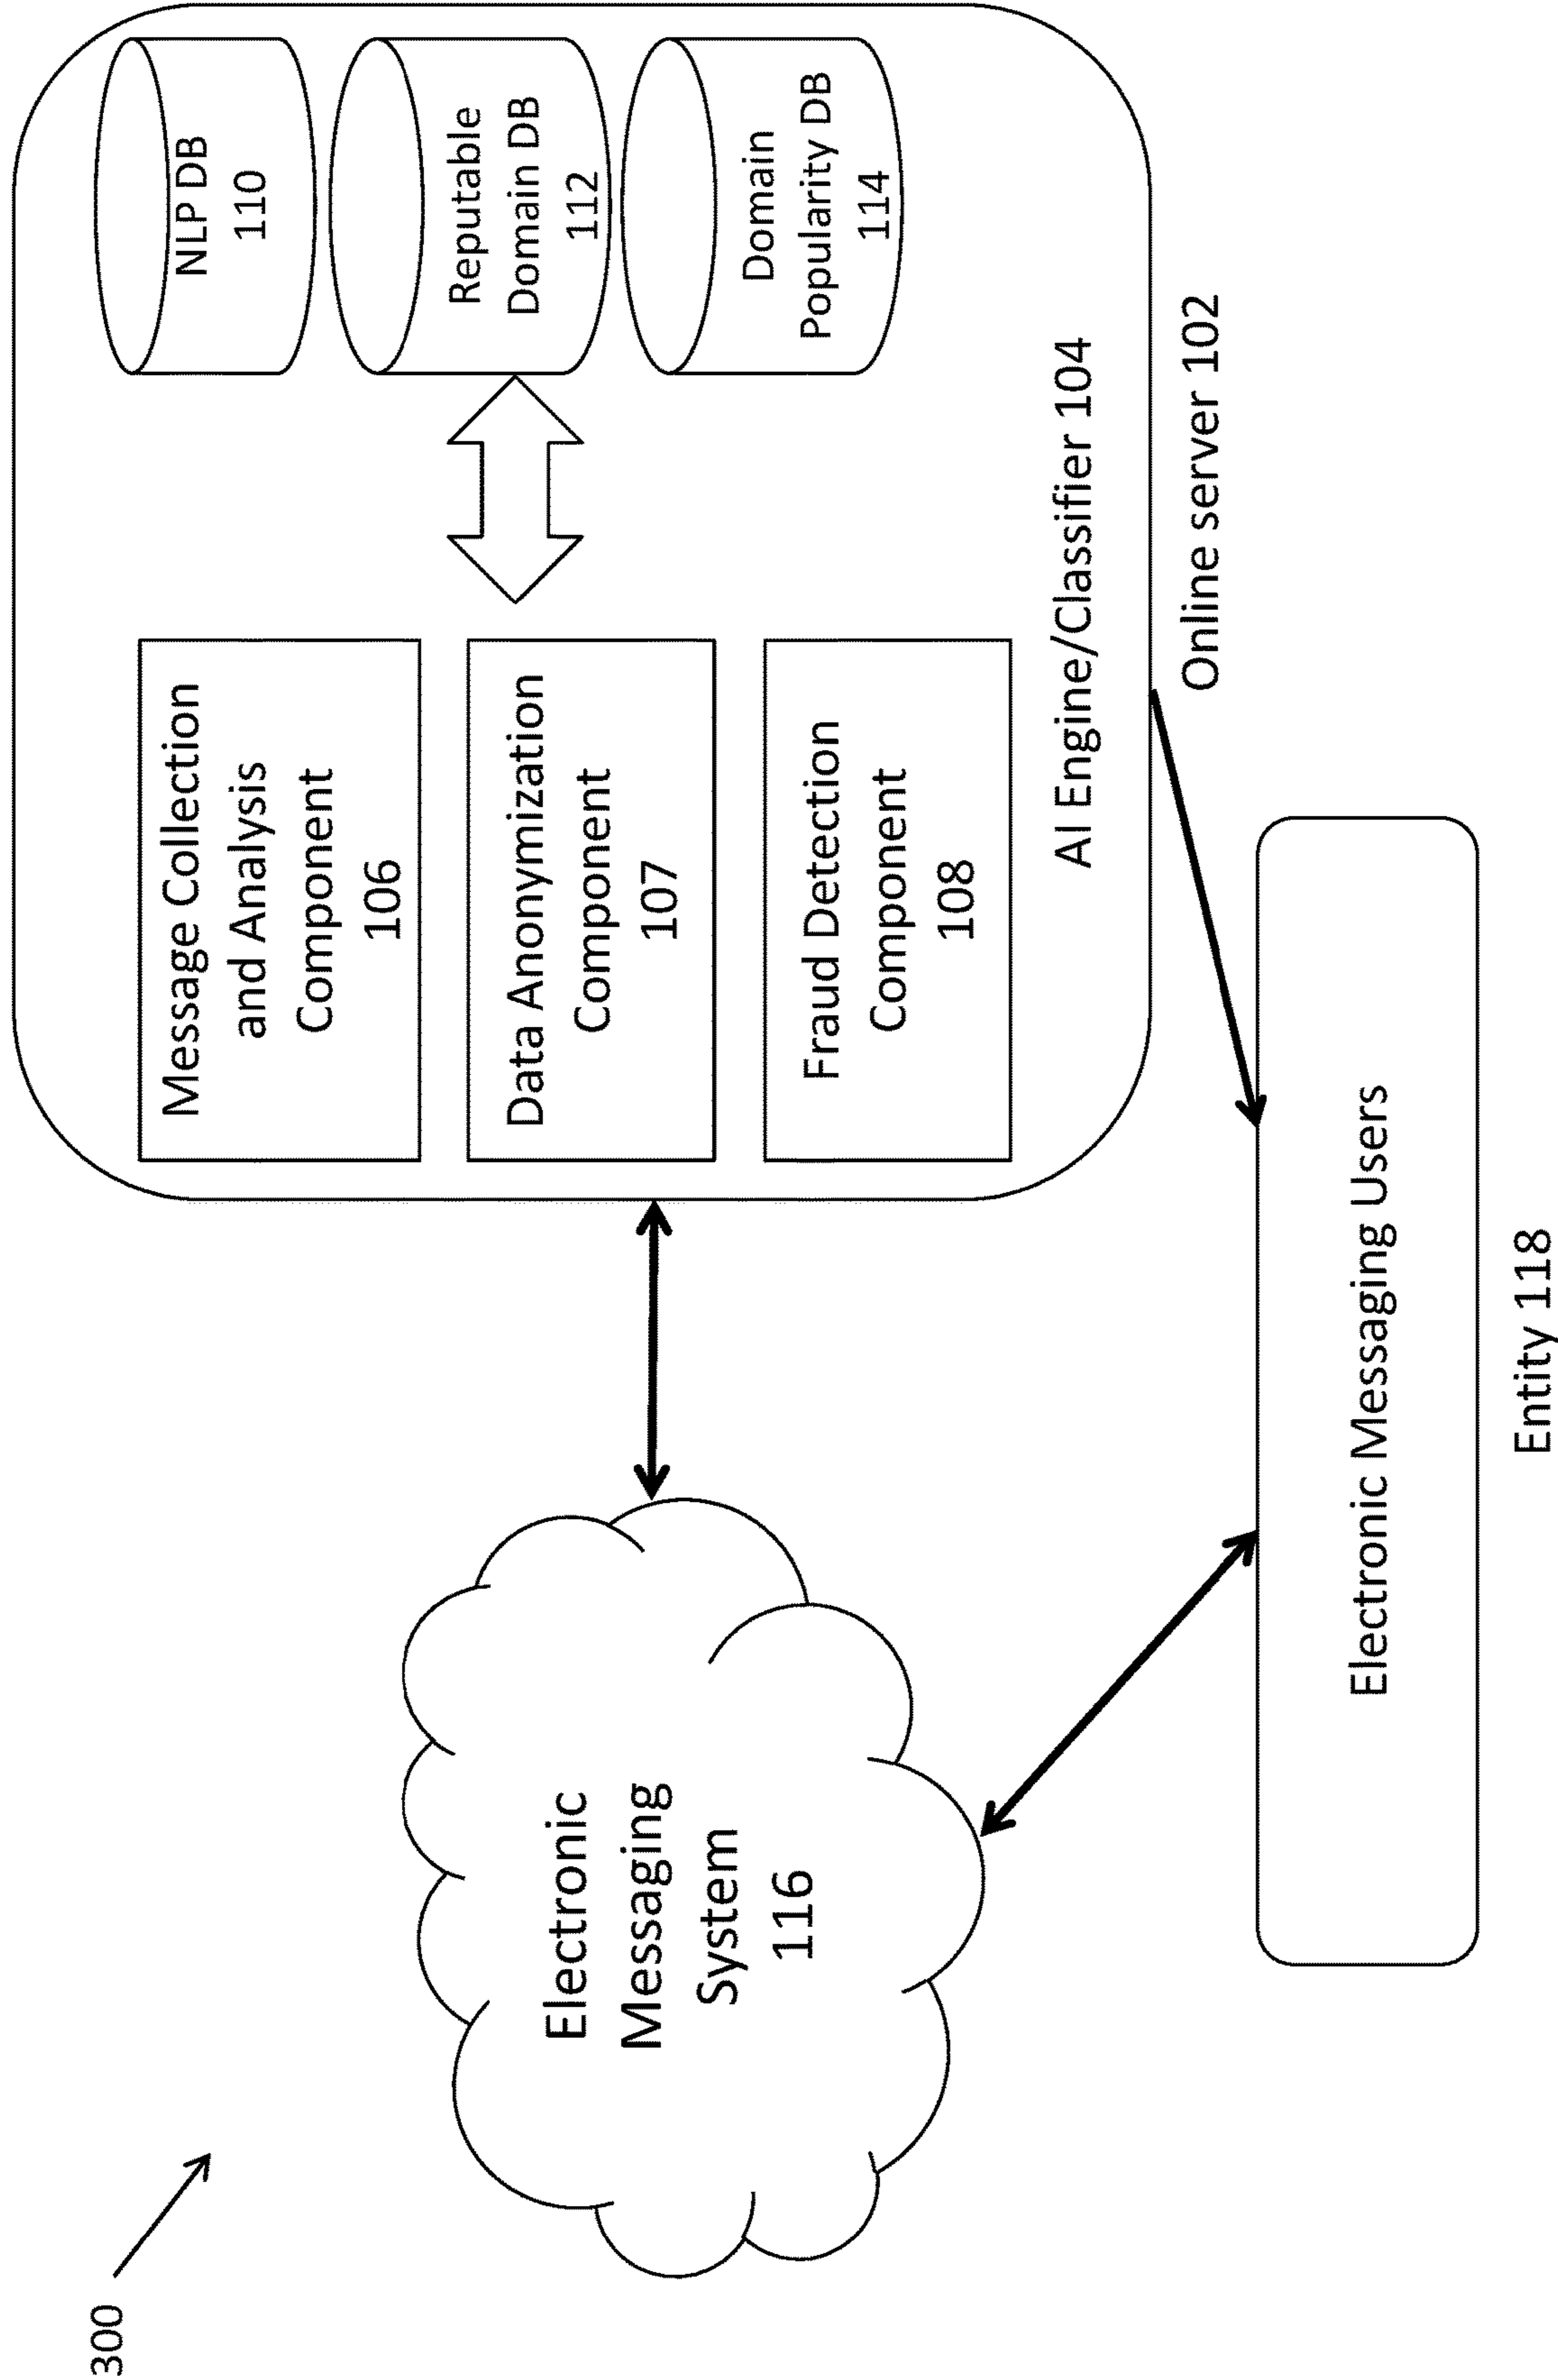 300
Electronic
Messaging
System
116
Message Collection
and Analysis
Component
106
Data Anonymization
Component
107
Fraud Detection
Component
108
NLP DB
110
Reputable
Domain DB
112
Domain
Popularity DB
114
AI Engine/Classifier 104
Online server 102
Electronic Messaging Users
Entity 118